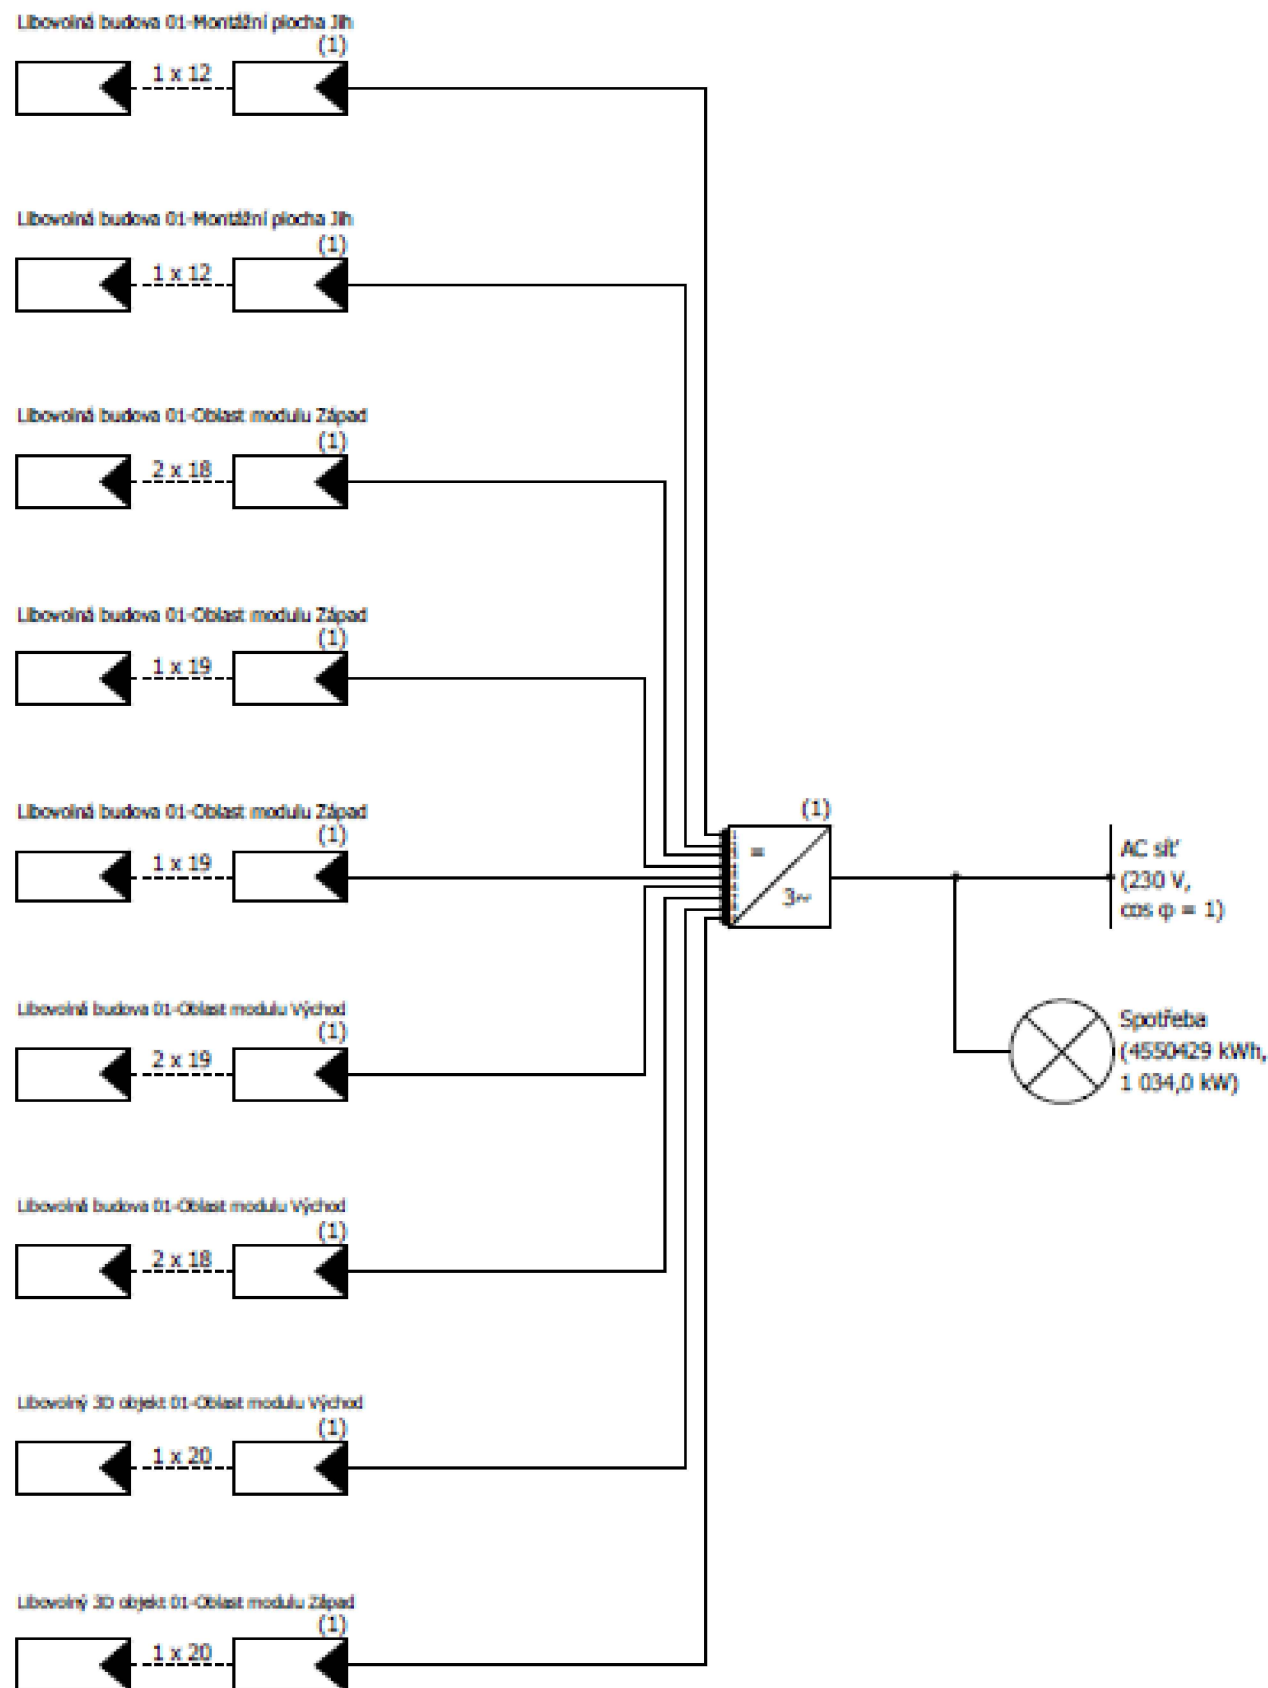 Libovolná budova 01-Montážní plocha Jih
(1)
1 x 12
Libovolná budova 01-Montážní plocha Jih
(1)
1 x 12
Libovolná budova 01-Oblast modulu Západ
(1)
2 x 18
Libovolná budova 01-Oblast modulu Západ
(1)
1 x 19
Libovolná budova 01-Oblast modulu Západ
(1)
1 x 19
(1)
=
3~
AC síť
(230 V,
cos φ = 1)
Libovolná budova 01-Oblast modulu Východ
(1)
2 x 19
Spotřeba
(4550429 kWh,
1 034,0 kW)
Libovolná budova 01-Oblast modulu Východ
(1)
2 x 18
Libovolný 3D objekt 01-Oblast modulu Východ
(1)
1 x 20
Libovolný 3D objekt 01-Oblast modulu Západ
(1)
1 x 20